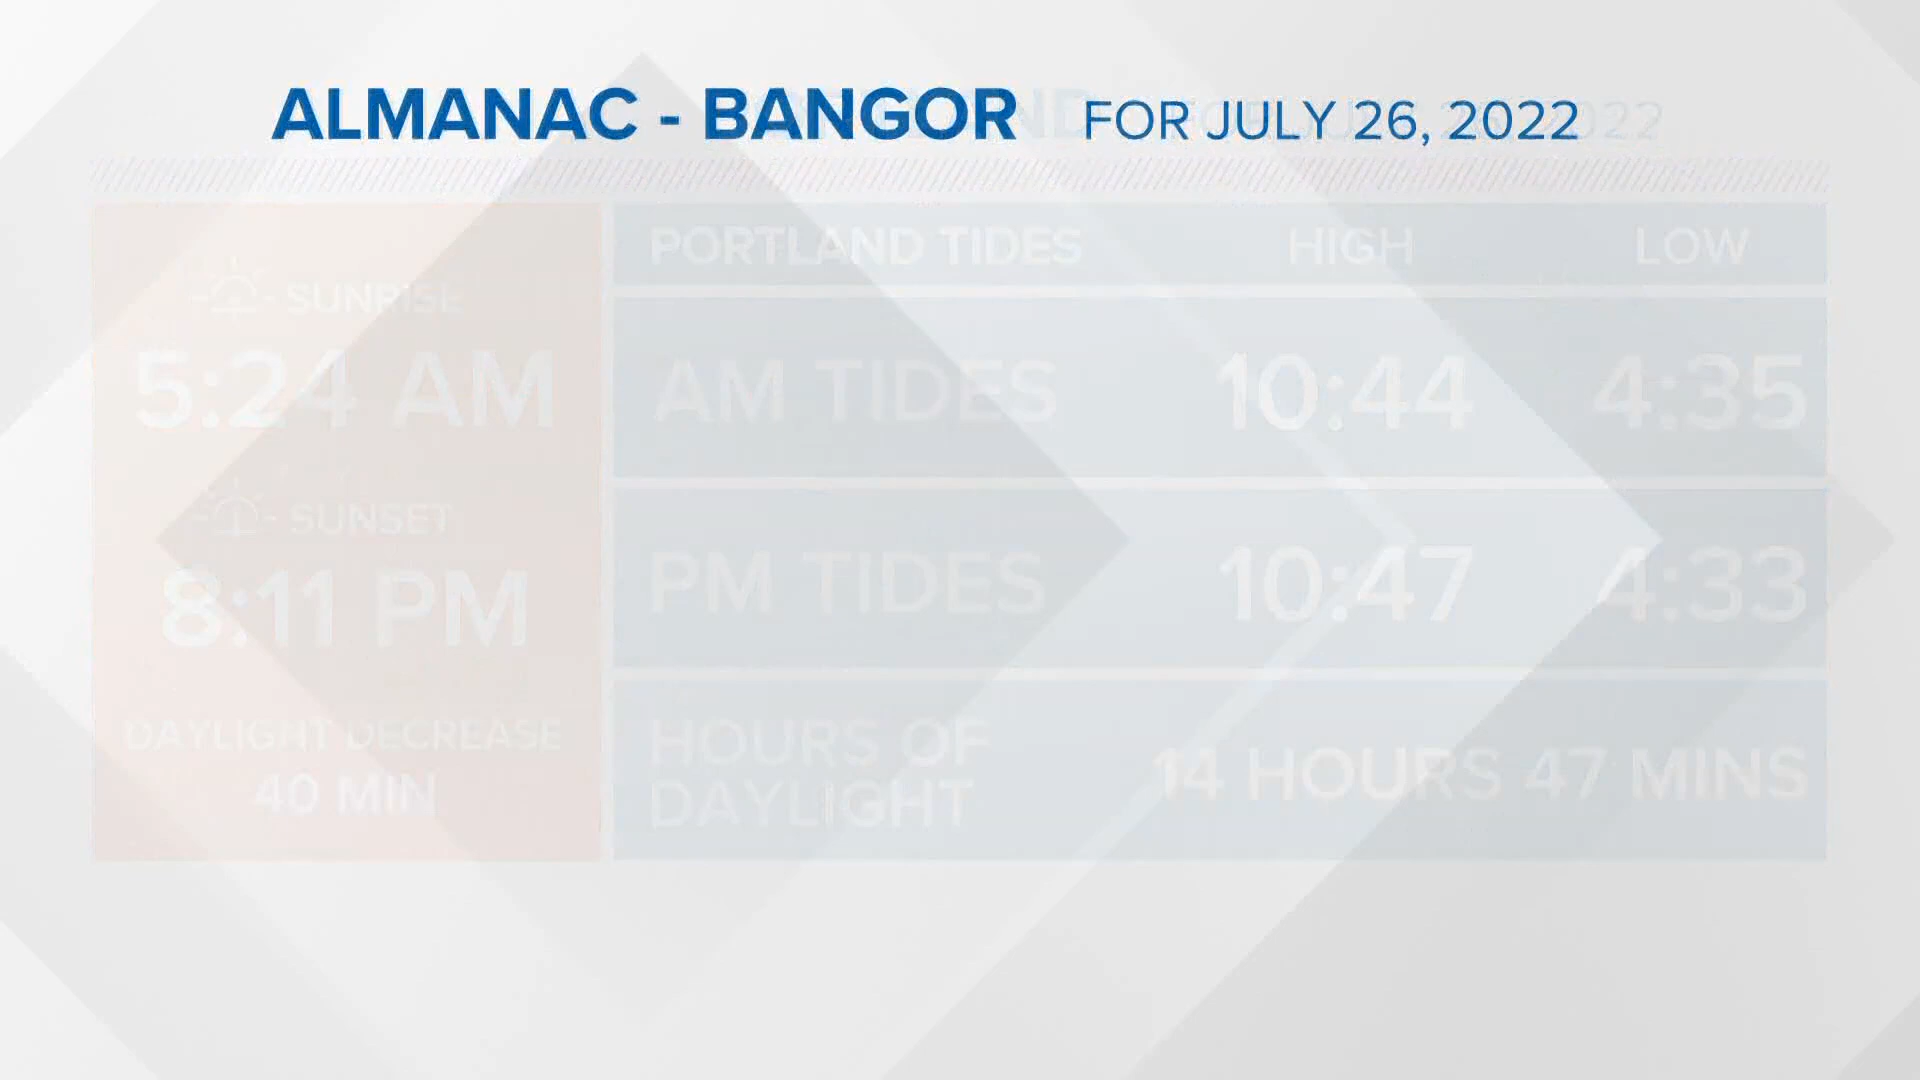 ALMANAC - BANGOR FOR JULY 26, 2022
PORTLAND TIDES HIGH LOW
SUNRISE
5:24 AM
AM TIDES 10:44 4:35
SUNSET
8:11 PM
PM TIDES 10:47 4:33
DAYLIGHT DECREASE
40 MIN
HOURS OF
DAYLIGHT
14 HOURS 47 MINS